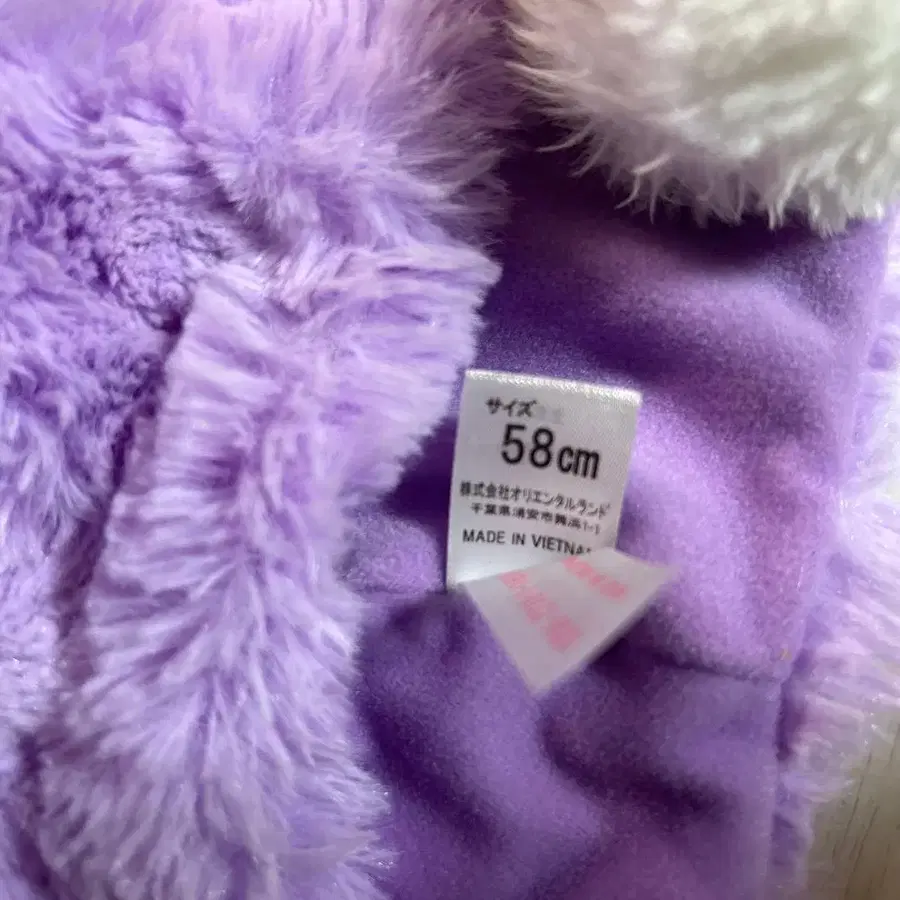 サイズ
58cm
株式会社オリエンタルランド
千葉県浦安市舞浜1-1
MADE IN VIETNA